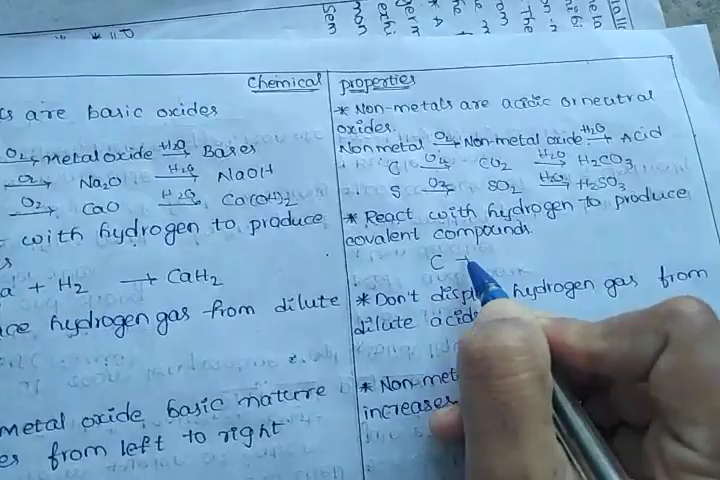 Chemical properties
ts are basic oxides
O2 metal oxide H2O Bases
O2 Na2O H2O NaOH
O2 CaO H2O Ca(OH)2
with hydrogen to produce
s
a + H2 → CaH2
ce hydrogen gas from dilute
metal oxide basic nature
es from left to right
* Non-metals are acidic or neutral
oxides.
Nonmetal O2→ Non-metal oxide H2O→ Acid
C O2→ CO2 H2O→ H2CO3
S O2→ SO2 H2O→ H2SO3
* React with hydrogen to produce
covalent compounds.
C +
* Don't hydrogen gas from
dilute
* Non-met
increases